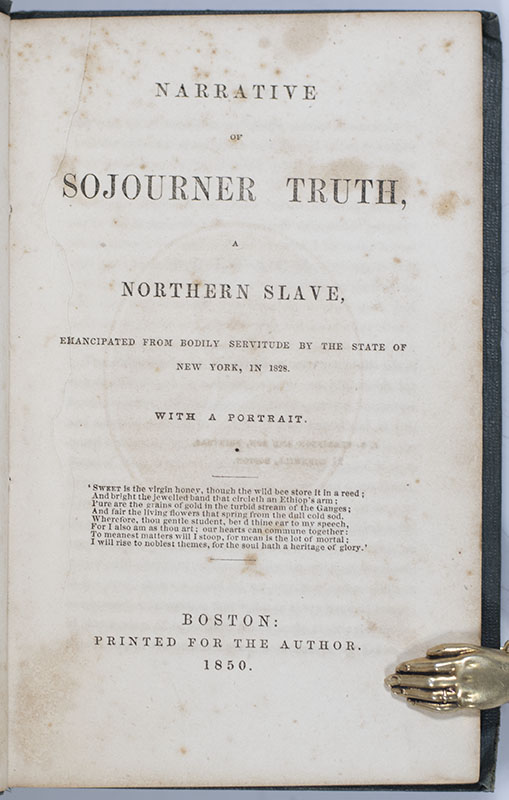 NARRATIVE
OF
SOJOURNER TRUTH,
A
NORTHERN SLAVE,
EMANCIPATED FROM BODILY SERVITUDE BY THE STATE OF
NEW YORK, IN 1828.
WITH A PORTRAIT.
'SWEET is the virgin honey, though the wild bee store it in a reed;
And bright the jewelled band that circleth an Ethiop's arm;
Pure are the grains of gold in the turbid stream of the Ganges;
And fair the living flowers that spring from the dull cold sod.
Wherefore, thou gentle student, bend thine ear to my speech,
For I also am as thou art; our hearts can commune together:
To meanest matters will I stoop, for mean is the lot of mortal;
I will rise to noblest themes, for the soul hath a heritage of glory.'
BOSTON:
PRINTED FOR THE AUTHOR.
1850.